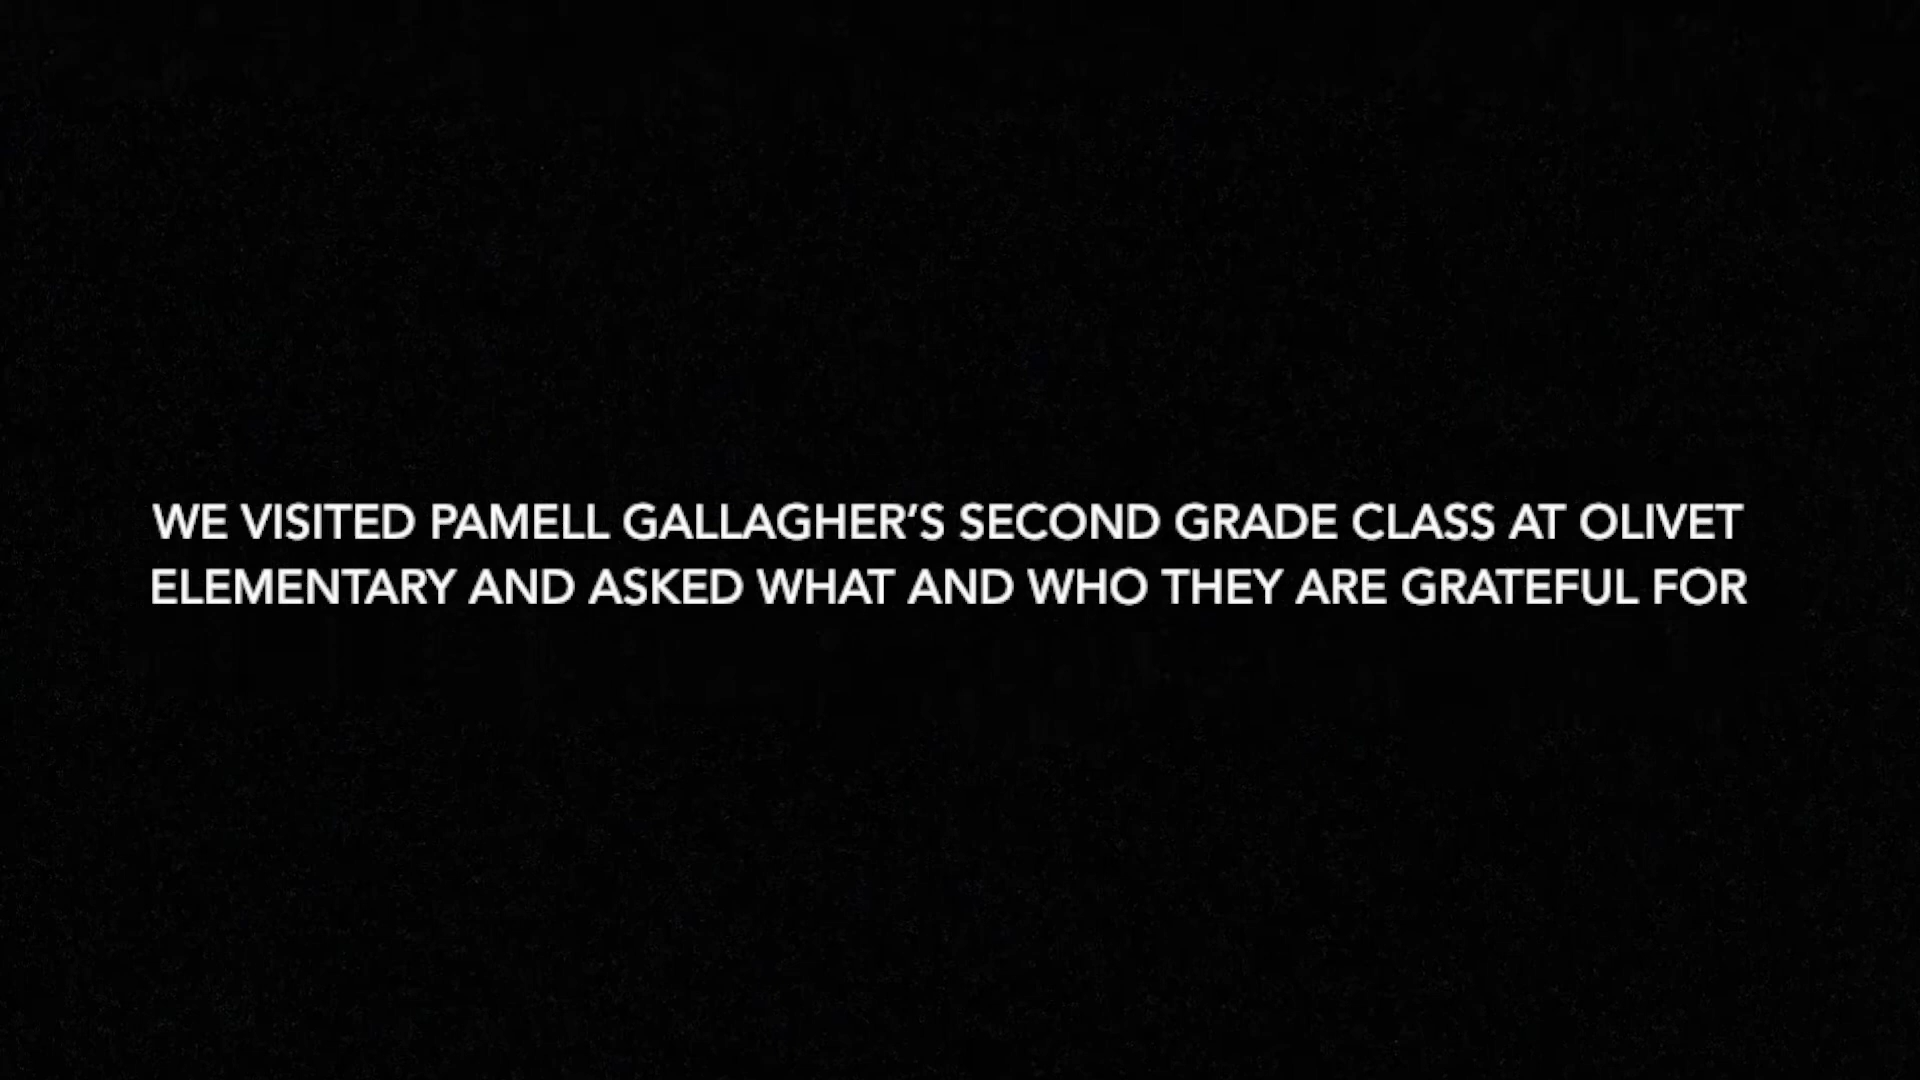 WE VISITED PAMELL GALLAGHER’S SECOND GRADE CLASS AT OLIVET
ELEMENTARY AND ASKED WHAT AND WHO THEY ARE GRATEFUL FOR